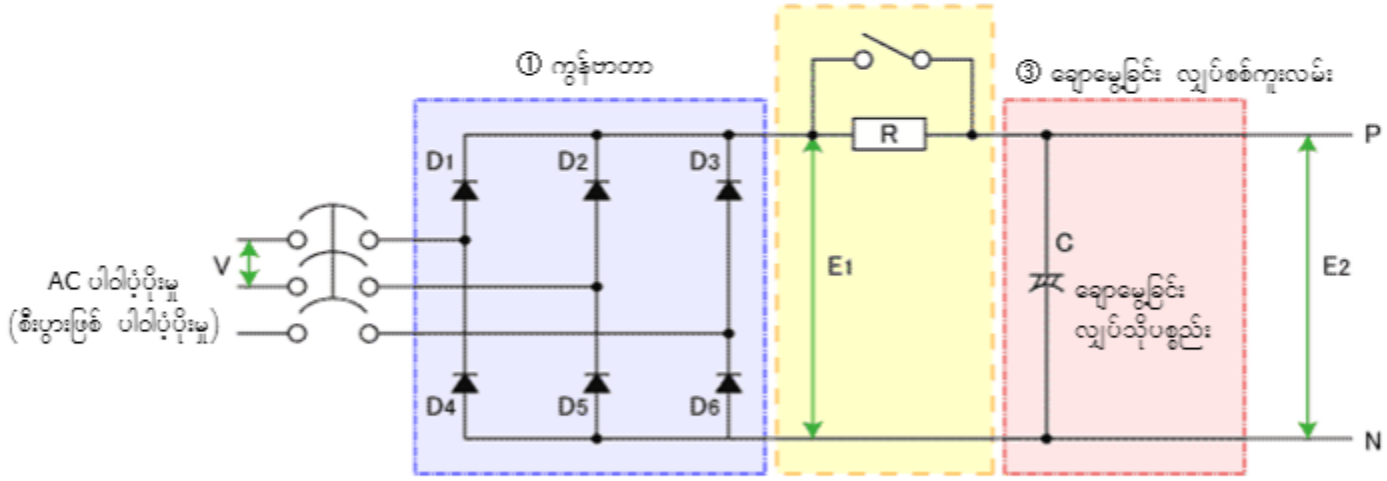 ① ကွန်ဗာတာ
③ ချောမွေ့ခြင်း လျှပ်စစ်ကူးလမ်း
R
P
D1
D2
D3
V
E1
C
E2
AC ပါဝါပံ့ပိုးမှု
(စီးပွားဖြစ် ပါဝါပံ့ပိုးမှု)
ချောမွေ့ခြင်း
လျှပ်သိုပစ္စည်း
D4
D5
D6
N